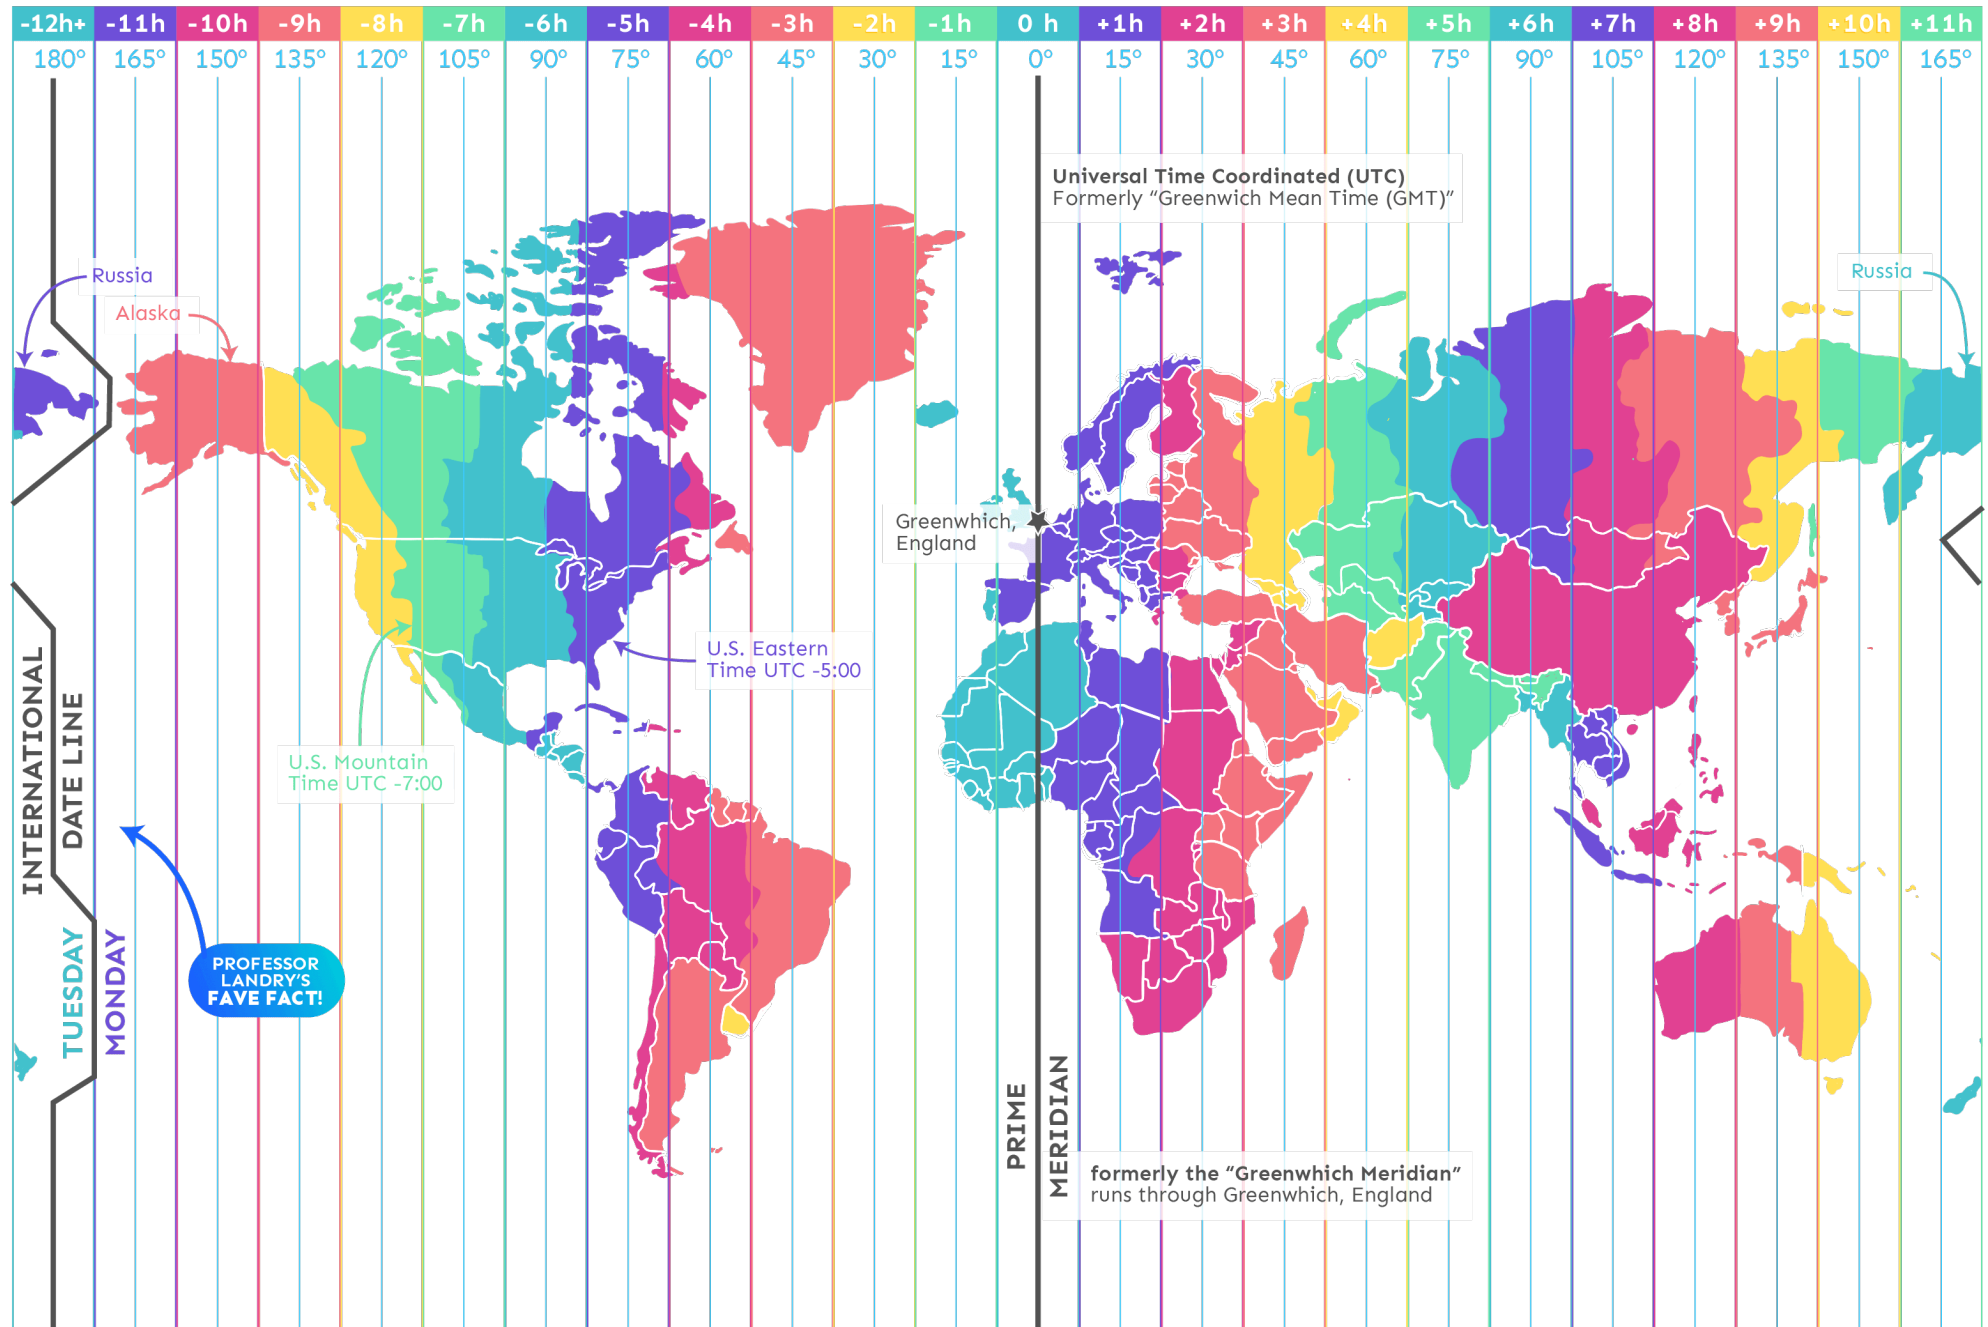 -12h+ -11h -10h -9h -8h -7h -6h -5h -4h -3h -2h -1h 0 h +1h +2h +3h +4h +5h +6h +7h +8h +9h +10h +11h
180° 165° 150° 135° 120° 105° 90° 75° 60° 45° 30° 15° 0° 15° 30° 45° 60° 75° 90° 105° 120° 135° 150° 165°
Universal Time Coordinated (UTC)
Formerly “Greenwich Mean Time (GMT)”
Russia
Alaska
Russia
Greenwhich,
England
U.S. Eastern
Time UTC -5:00
U.S. Mountain
Time UTC -7:00
INTERNATIONAL
DATE LINE
TUESDAY
MONDAY
PROFESSOR
LANDRY'S
FAVE FACT!
PRIME
MERIDIAN
formerly the “Greenwhich Meridian”
runs through Greenwhich, England